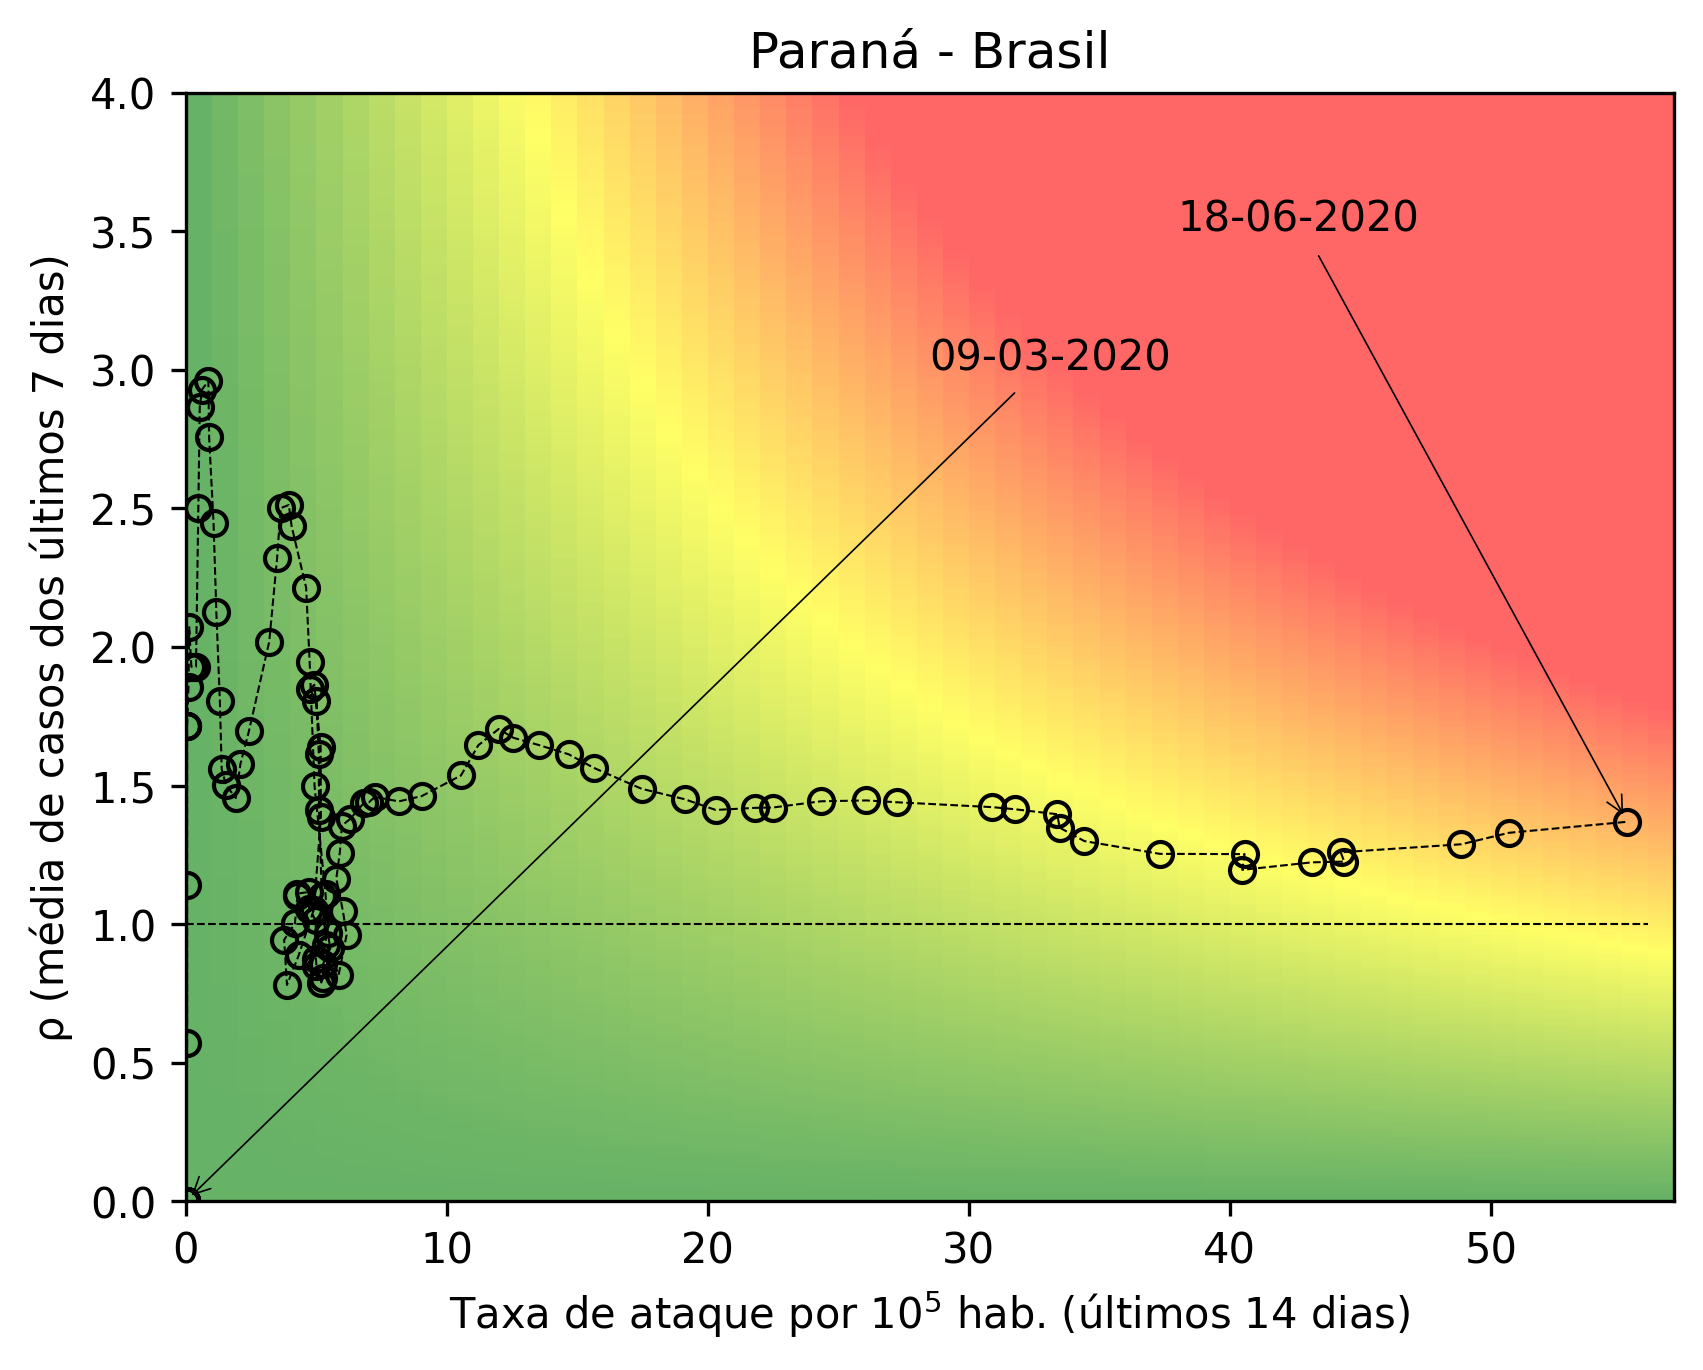 Paraná - Brasil
4.0
3.5
3.0
2.5
2.0
1.5
1.0
0.5
0.0
ρ (média de casos dos últimos 7 dias)
18-06-2020
09-03-2020
0 10 20 30 40 50
Taxa de ataque por 10⁵ hab. (últimos 14 dias)